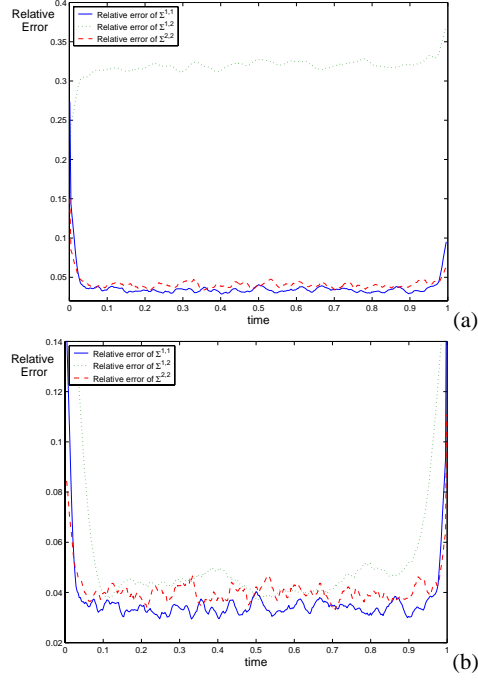 Relative
Error
0.4
Relative error of Σ^{1,1}
Relative error of Σ^{1,2}
Relative error of Σ^{2,2}
0.35
0.3
0.25
0.2
0.15
0.1
0.05
0 0.1 0.2 0.3 0.4 0.5 0.6 0.7 0.8 0.9 1
time
(a)
Relative
Error
0.14
Relative error of Σ^{1,1}
Relative error of Σ^{1,2}
Relative error of Σ^{2,2}
0.12
0.1
0.08
0.06
0.04
0.02
0 0.1 0.2 0.3 0.4 0.5 0.6 0.7 0.8 0.9 1
time
(b)